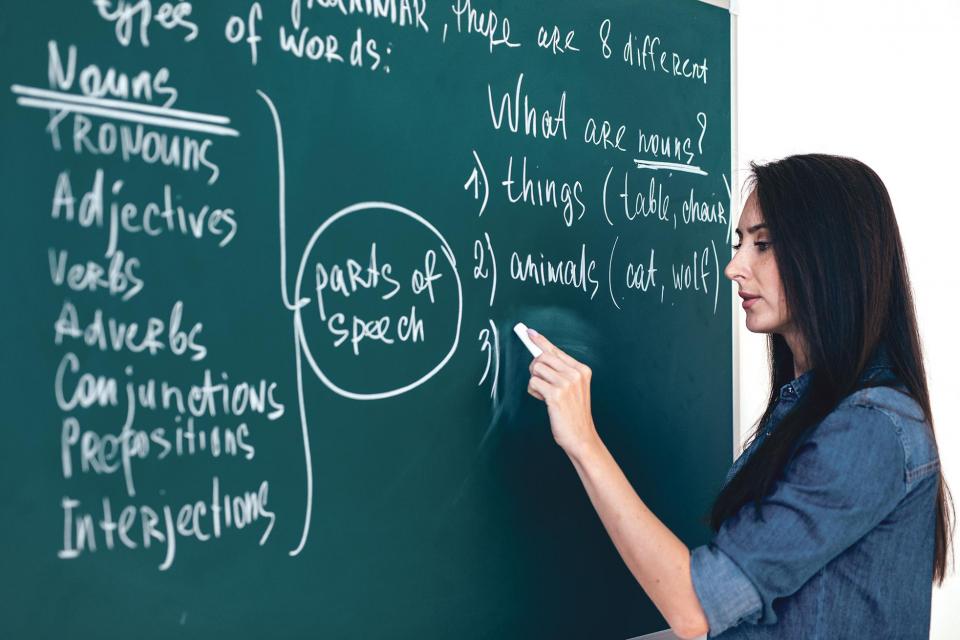 grammar, there are 8 different
types of words:
Nouns
Pronouns
Adjectives
Verbs
Adverbs
Conjunctions
Prepositions
Interjections
parts of
speech
What are nouns?
1) things (table, chair)
2) animals (cat, wolf)
3)